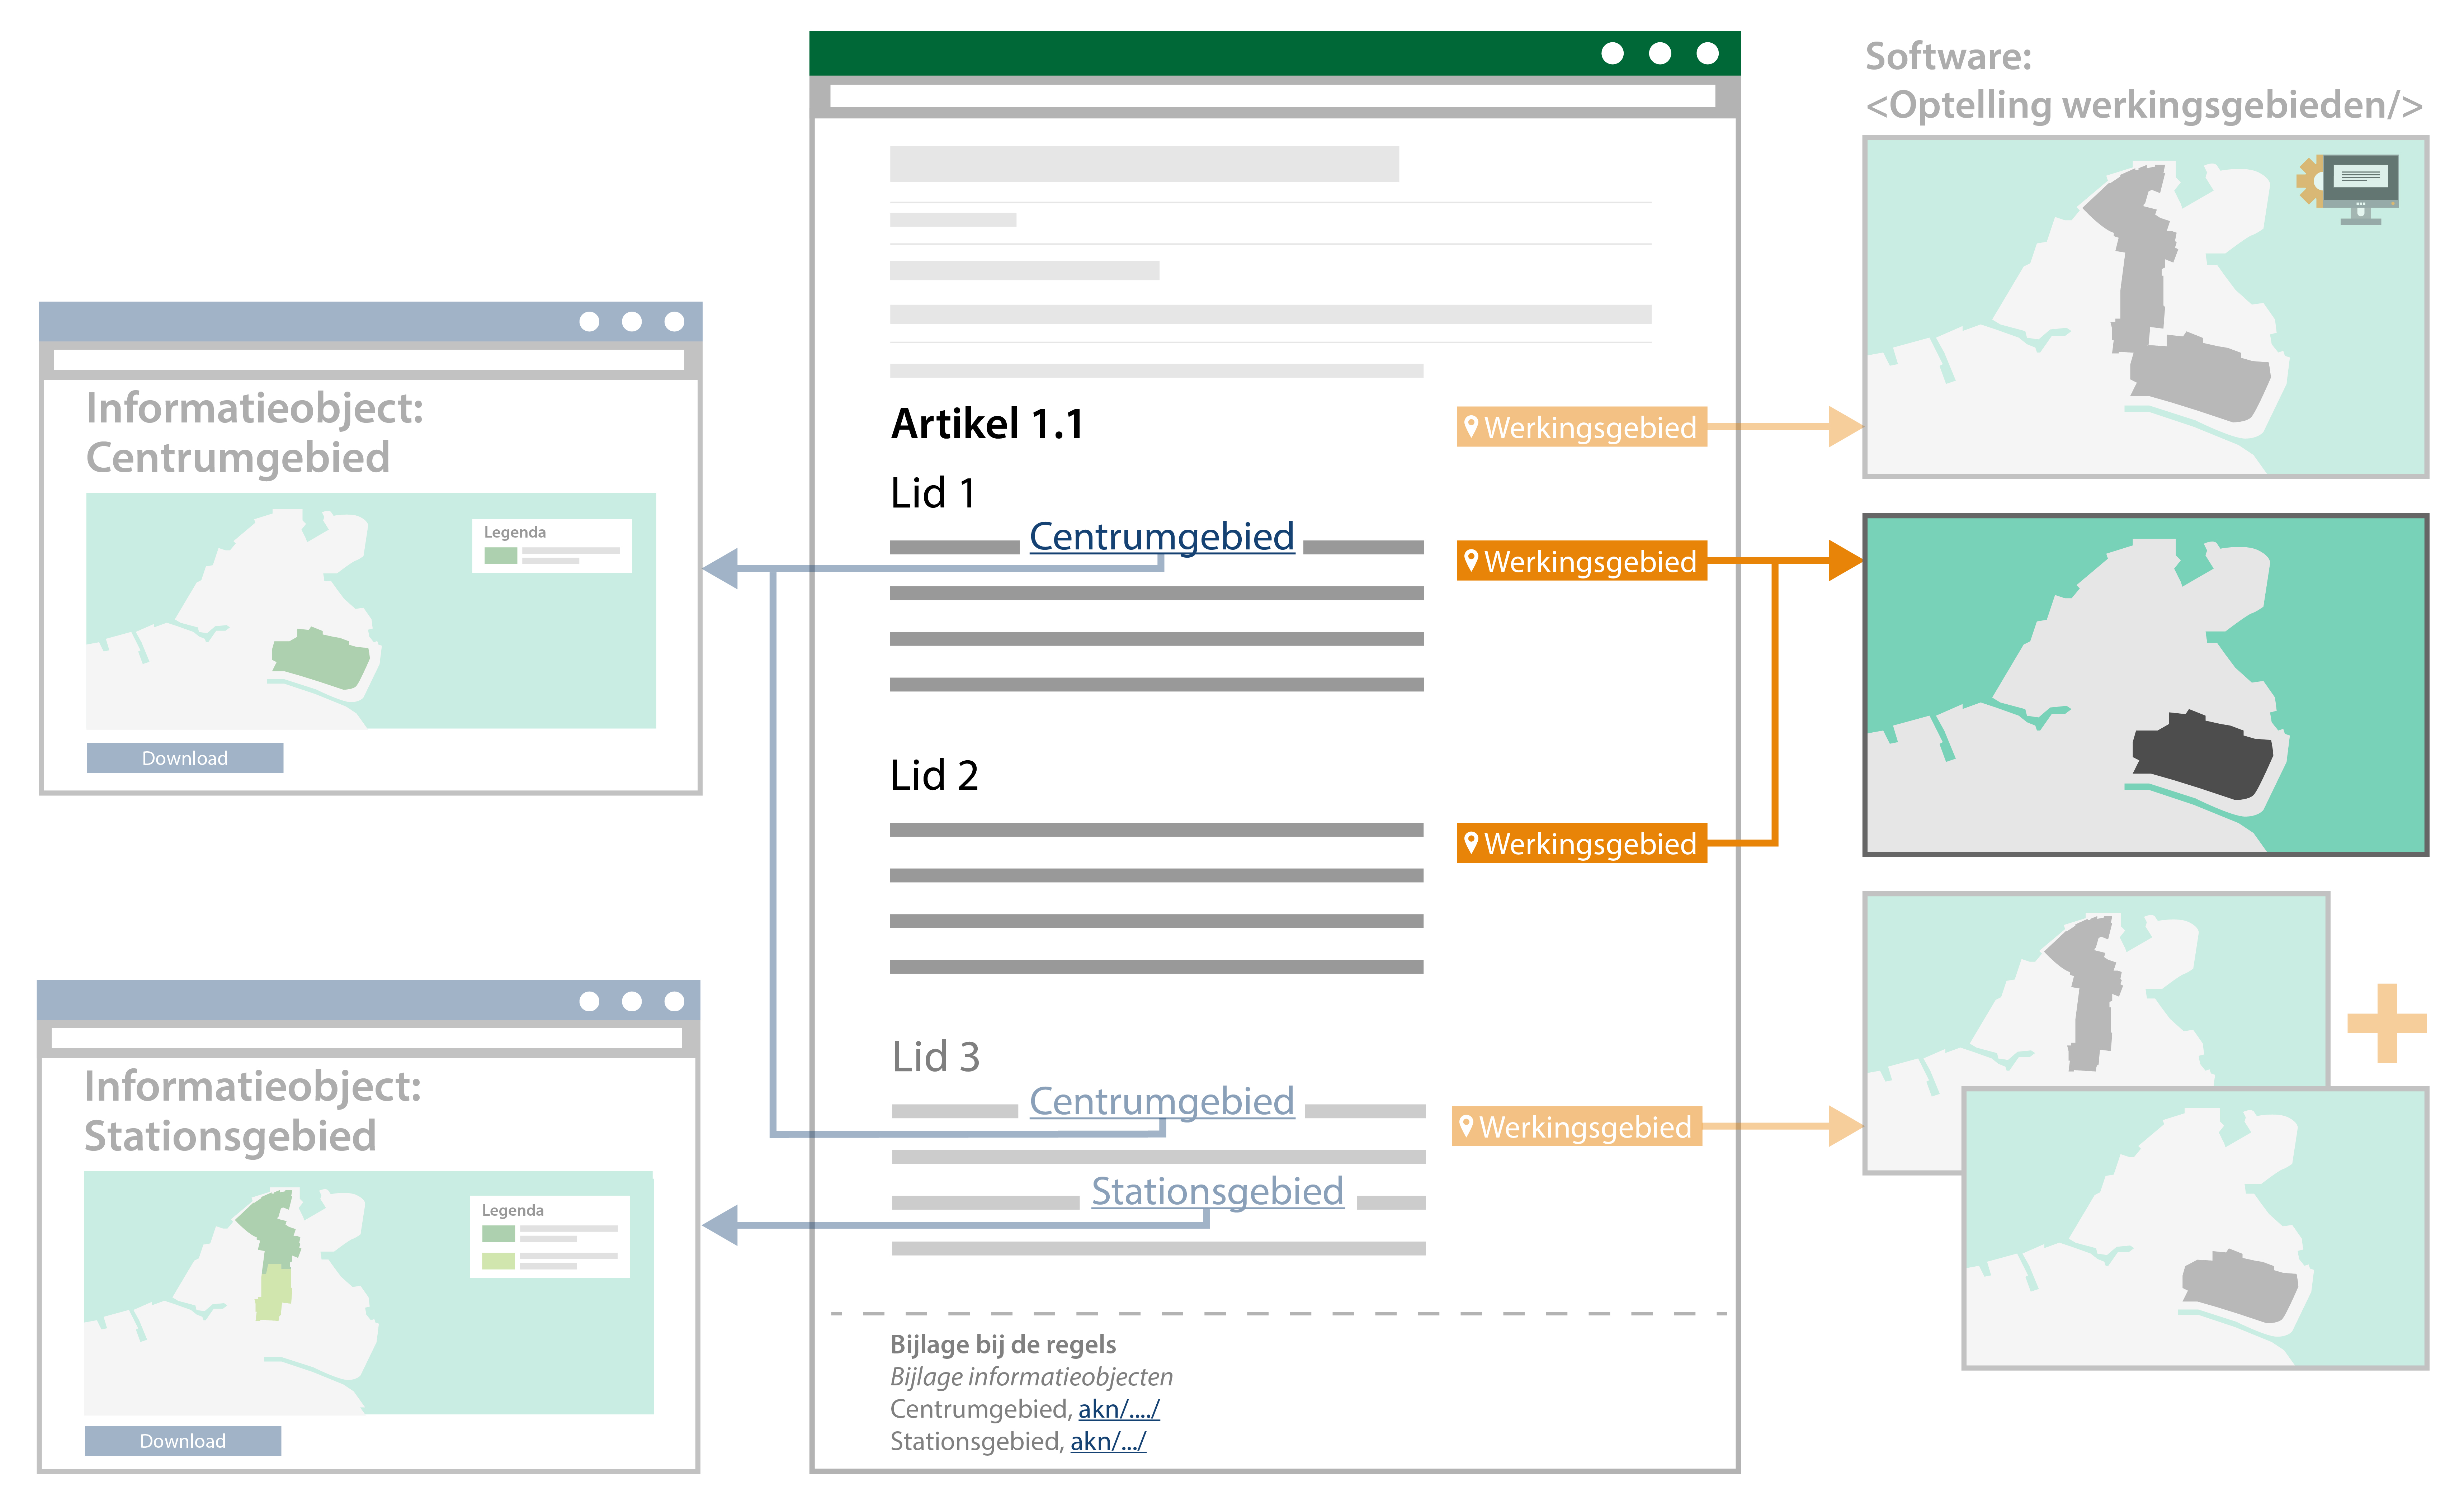 Software:
<Optelling werkingsgebieden/>
Informatieobject:
Centrumgebied
Legenda
Download
Informatieobject:
Stationsgebied
Legenda
Download
Artikel 1.1
Werkingsgebied
Lid 1
Centrumgebied
Werkingsgebied
Lid 2
Werkingsgebied
Lid 3
Centrumgebied
Werkingsgebied
Stationsgebied
Bijlage bij de regels
Bijlage informatieobjecten
Centrumgebied, akn/..../
Stationsgebied, akn/.../